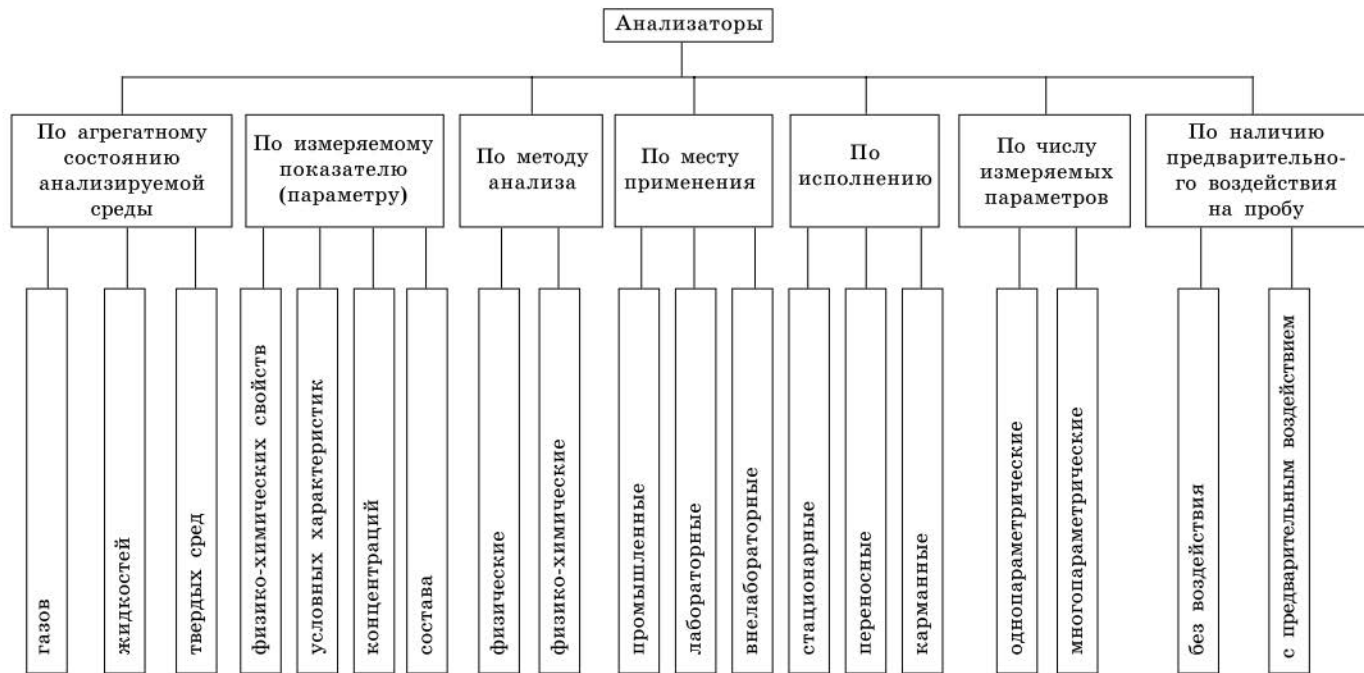 Анализаторы
По агрегатному
состоянию
анализируемой
среды
По измеряемому
показателю
(параметру)
По методу
анализа
По месту
применения
По
исполнению
По числу
измеряемых
параметров
По наличию
предварительно-
го воздействия
на пробу
газов
жидкостей
твердых сред
физико-химических свойств
условных характеристик
концентраций
состава
физические
физико-химические
промышленные
лабораторные
внелабораторные
стационарные
переносные
карманные
однопараметрические
многопараметрические
без воздействия
с предварительным воздействием